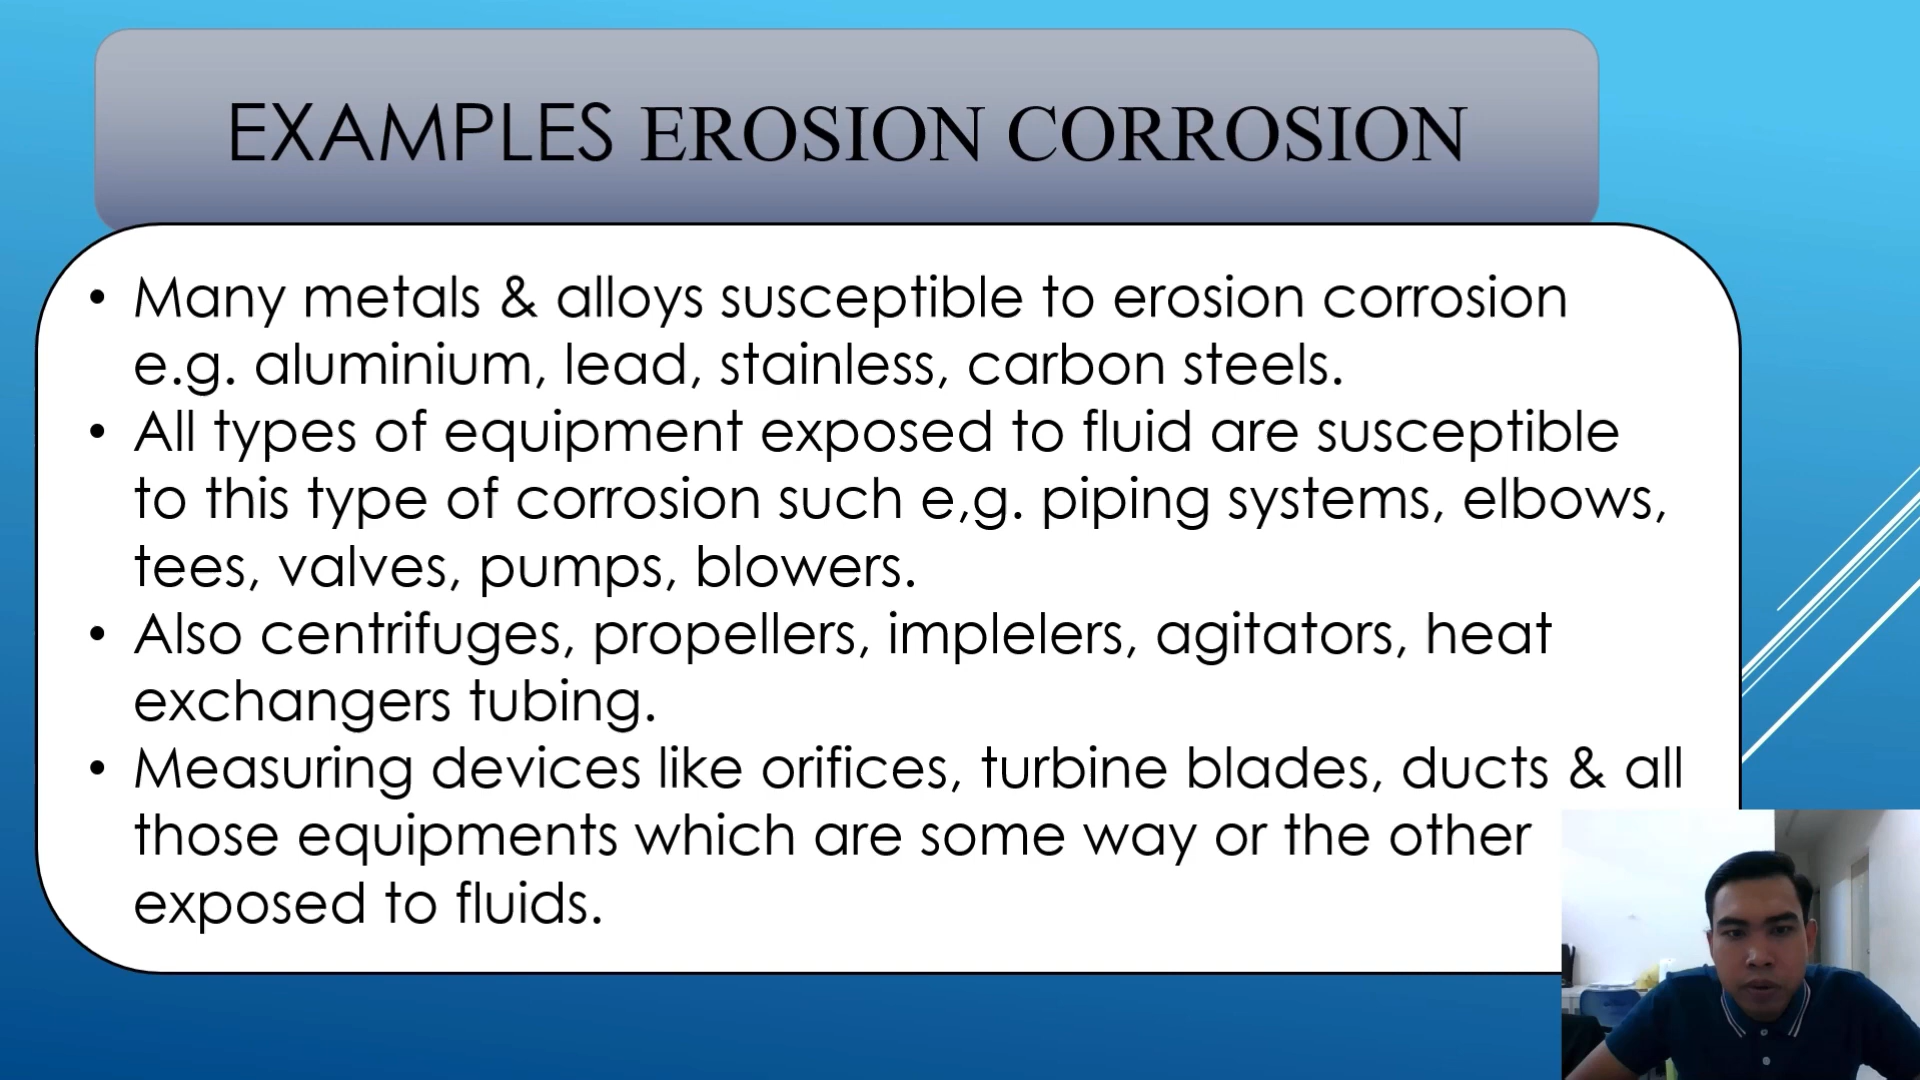 EXAMPLES EROSION CORROSION
• Many metals & alloys susceptible to erosion corrosion
e.g. aluminium, lead, stainless, carbon steels.
• All types of equipment exposed to fluid are susceptible
to this type of corrosion such e,g. piping systems, elbows,
tees, valves, pumps, blowers.
• Also centrifuges, propellers, implelers, agitators, heat
exchangers tubing.
• Measuring devices like orifices, turbine blades, ducts & all
those equipments which are some way or the other
exposed to fluids.